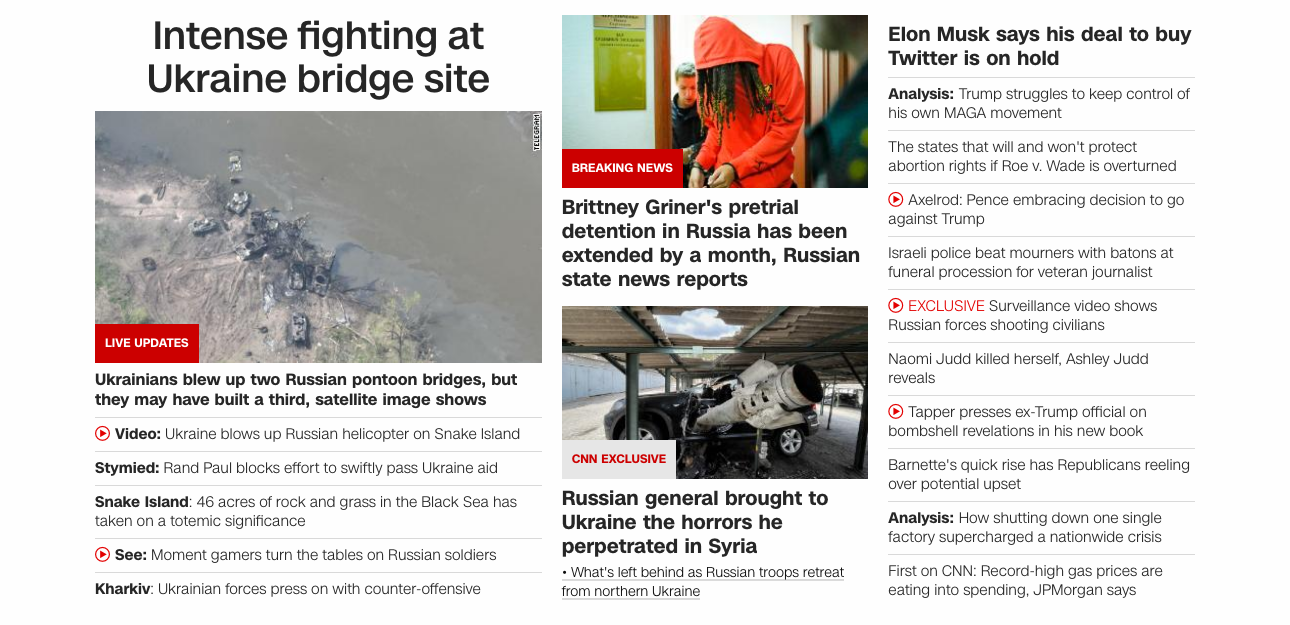 Intense fighting at
Ukraine bridge site
TELEGRAM
LIVE UPDATES
Ukrainians blew up two Russian pontoon bridges, but
they may have built a third, satellite image shows
Video: Ukraine blows up Russian helicopter on Snake Island
Stymied: Rand Paul blocks effort to swiftly pass Ukraine aid
Snake Island: 46 acres of rock and grass in the Black Sea has
taken on a totemic significance
See: Moment gamers turn the tables on Russian soldiers
Kharkiv: Ukrainian forces press on with counter-offensive
BREAKING NEWS
Brittney Griner's pretrial
detention in Russia has been
extended by a month, Russian
state news reports
CNN EXCLUSIVE
Russian general brought to
Ukraine the horrors he
perpetrated in Syria
• What's left behind as Russian troops retreat
from northern Ukraine
Elon Musk says his deal to buy
Twitter is on hold
Analysis: Trump struggles to keep control of
his own MAGA movement
The states that will and won't protect
abortion rights if Roe v. Wade is overturned
Axelrod: Pence embracing decision to go
against Trump
Israeli police beat mourners with batons at
funeral procession for veteran journalist
EXCLUSIVE Surveillance video shows
Russian forces shooting civilians
Naomi Judd killed herself, Ashley Judd
reveals
Tapper presses ex-Trump official on
bombshell revelations in his new book
Barnette's quick rise has Republicans reeling
over potential upset
Analysis: How shutting down one single
factory supercharged a nationwide crisis
First on CNN: Record-high gas prices are
eating into spending, JPMorgan says